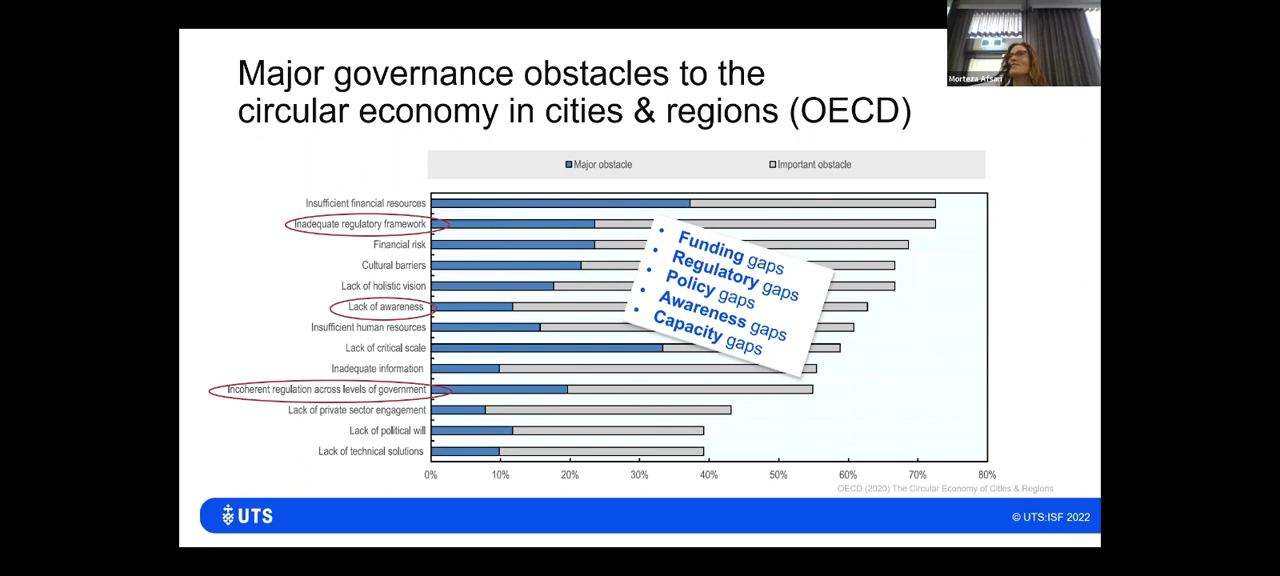 Major governance obstacles to the
circular economy in cities & regions (OECD)
Morteza Afsari
Major obstacle
Important obstacle
Insufficient financial resources
Inadequate regulatory framework
Financial risk
Cultural barriers
Lack of holistic vision
Lack of awareness
Insufficient human resources
Lack of critical scale
Inadequate information
Incoherent regulation across levels of government
Lack of private sector engagement
Lack of political will
Lack of technical solutions
• Funding gaps
• Regulatory gaps
• Policy gaps
• Awareness gaps
• Capacity gaps
0% 10% 20% 30% 40% 50% 60% 70% 80%
OECD (2020) The Circular Economy of Cities & Regions
UTS
© UTS:ISF 2022